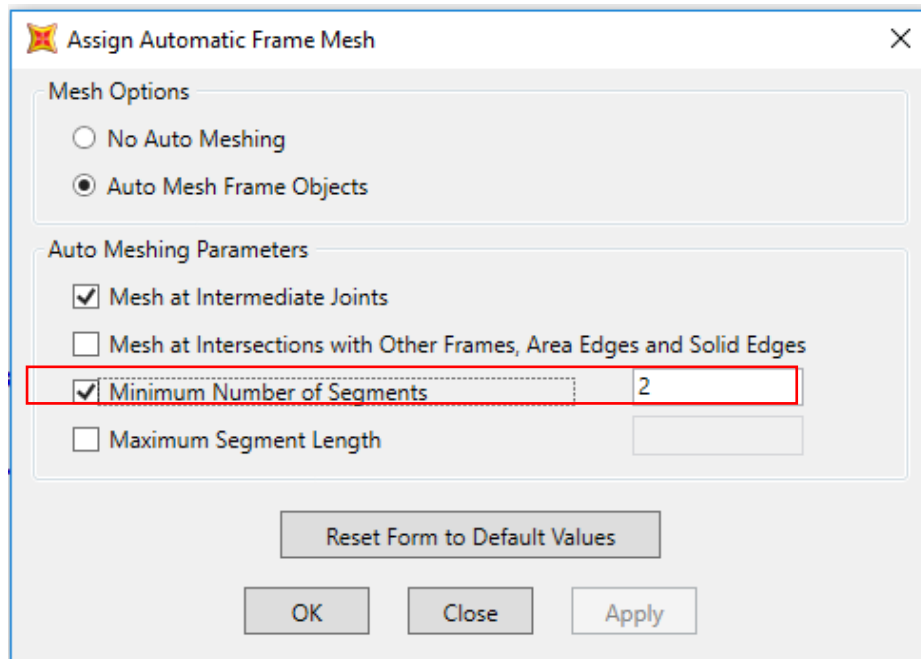 Assign Automatic Frame Mesh
Mesh Options
No Auto Meshing
Auto Mesh Frame Objects
Auto Meshing Parameters
Mesh at Intermediate Joints
Mesh at Intersections with Other Frames, Area Edges and Solid Edges
Minimum Number of Segments 2
Maximum Segment Length
Reset Form to Default Values
OK Close Apply